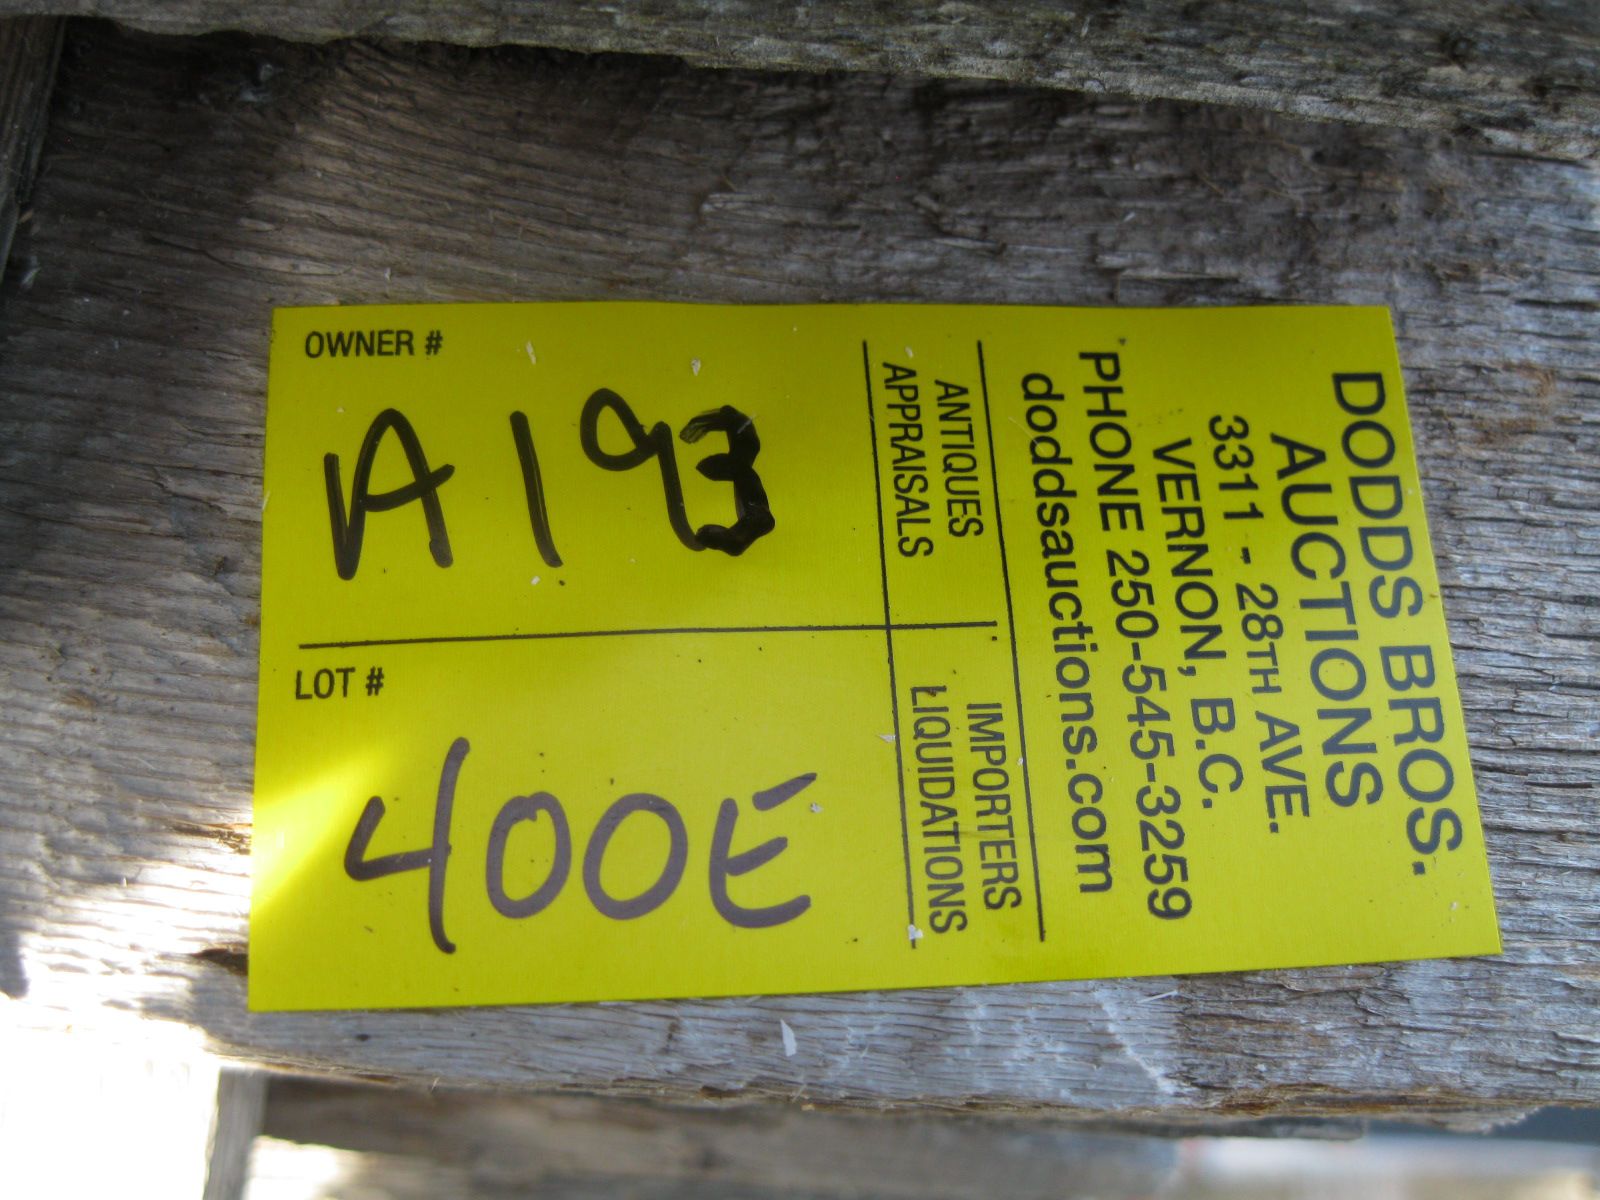 OWNER #
A193
LOT #
400E
DODDS BROS.
AUCTIONS
3311 - 28TH AVE.
VERNON, B.C.
PHONE 250-545-3259
doddsauctions.com
ANTIQUES IMPORTERS
APPRAISALS LIQUIDATIONS